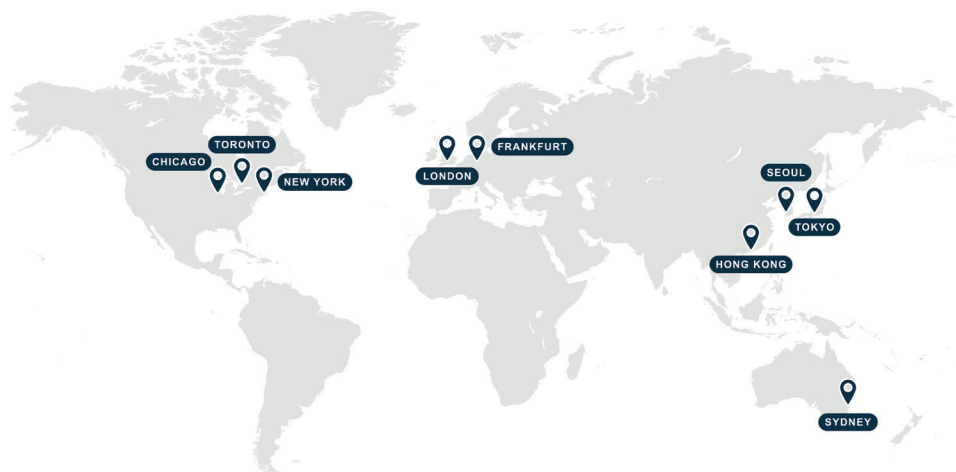 TORONTO
CHICAGO
NEW YORK
LONDON
FRANKFURT
SEOUL
TOKYO
HONG KONG
SYDNEY